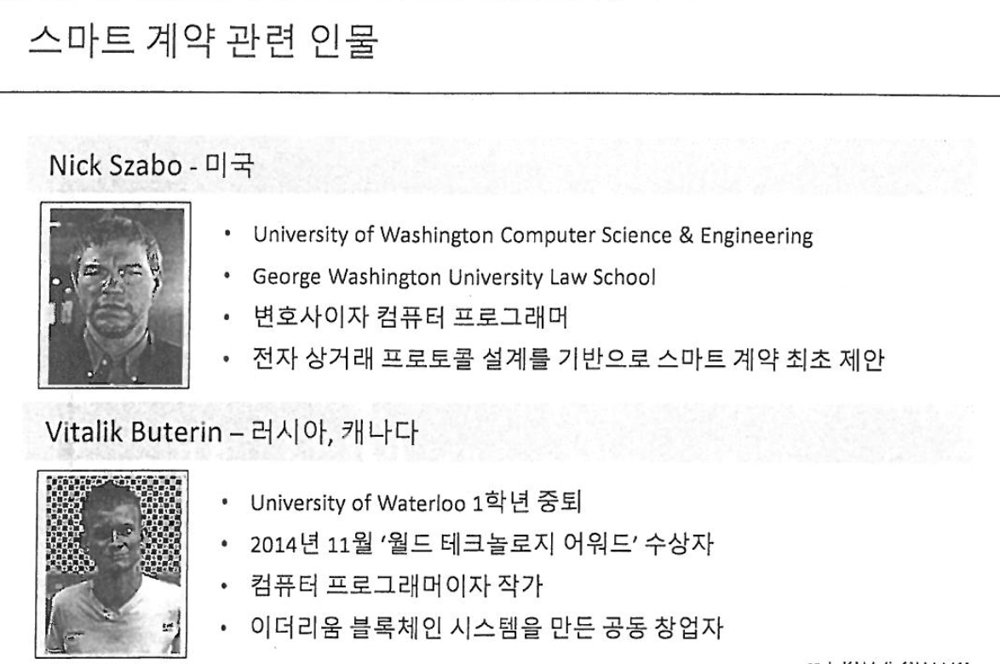 스마트 계약 관련 인물
Nick Szabo - 미국
• University of Washington Computer Science & Engineering
• George Washington University Law School
• 변호사이자 컴퓨터 프로그래머
• 전자 상거래 프로토콜 설계를 기반으로 스마트 계약 최초 제안
Vitalik Buterin – 러시아, 캐나다
• University of Waterloo 1학년 중퇴
• 2014년 11월 ‘월드 테크놀로지 어워드’ 수상자
• 컴퓨터 프로그래머이자 작가
• 이더리움 블록체인 시스템을 만든 공동 창업자